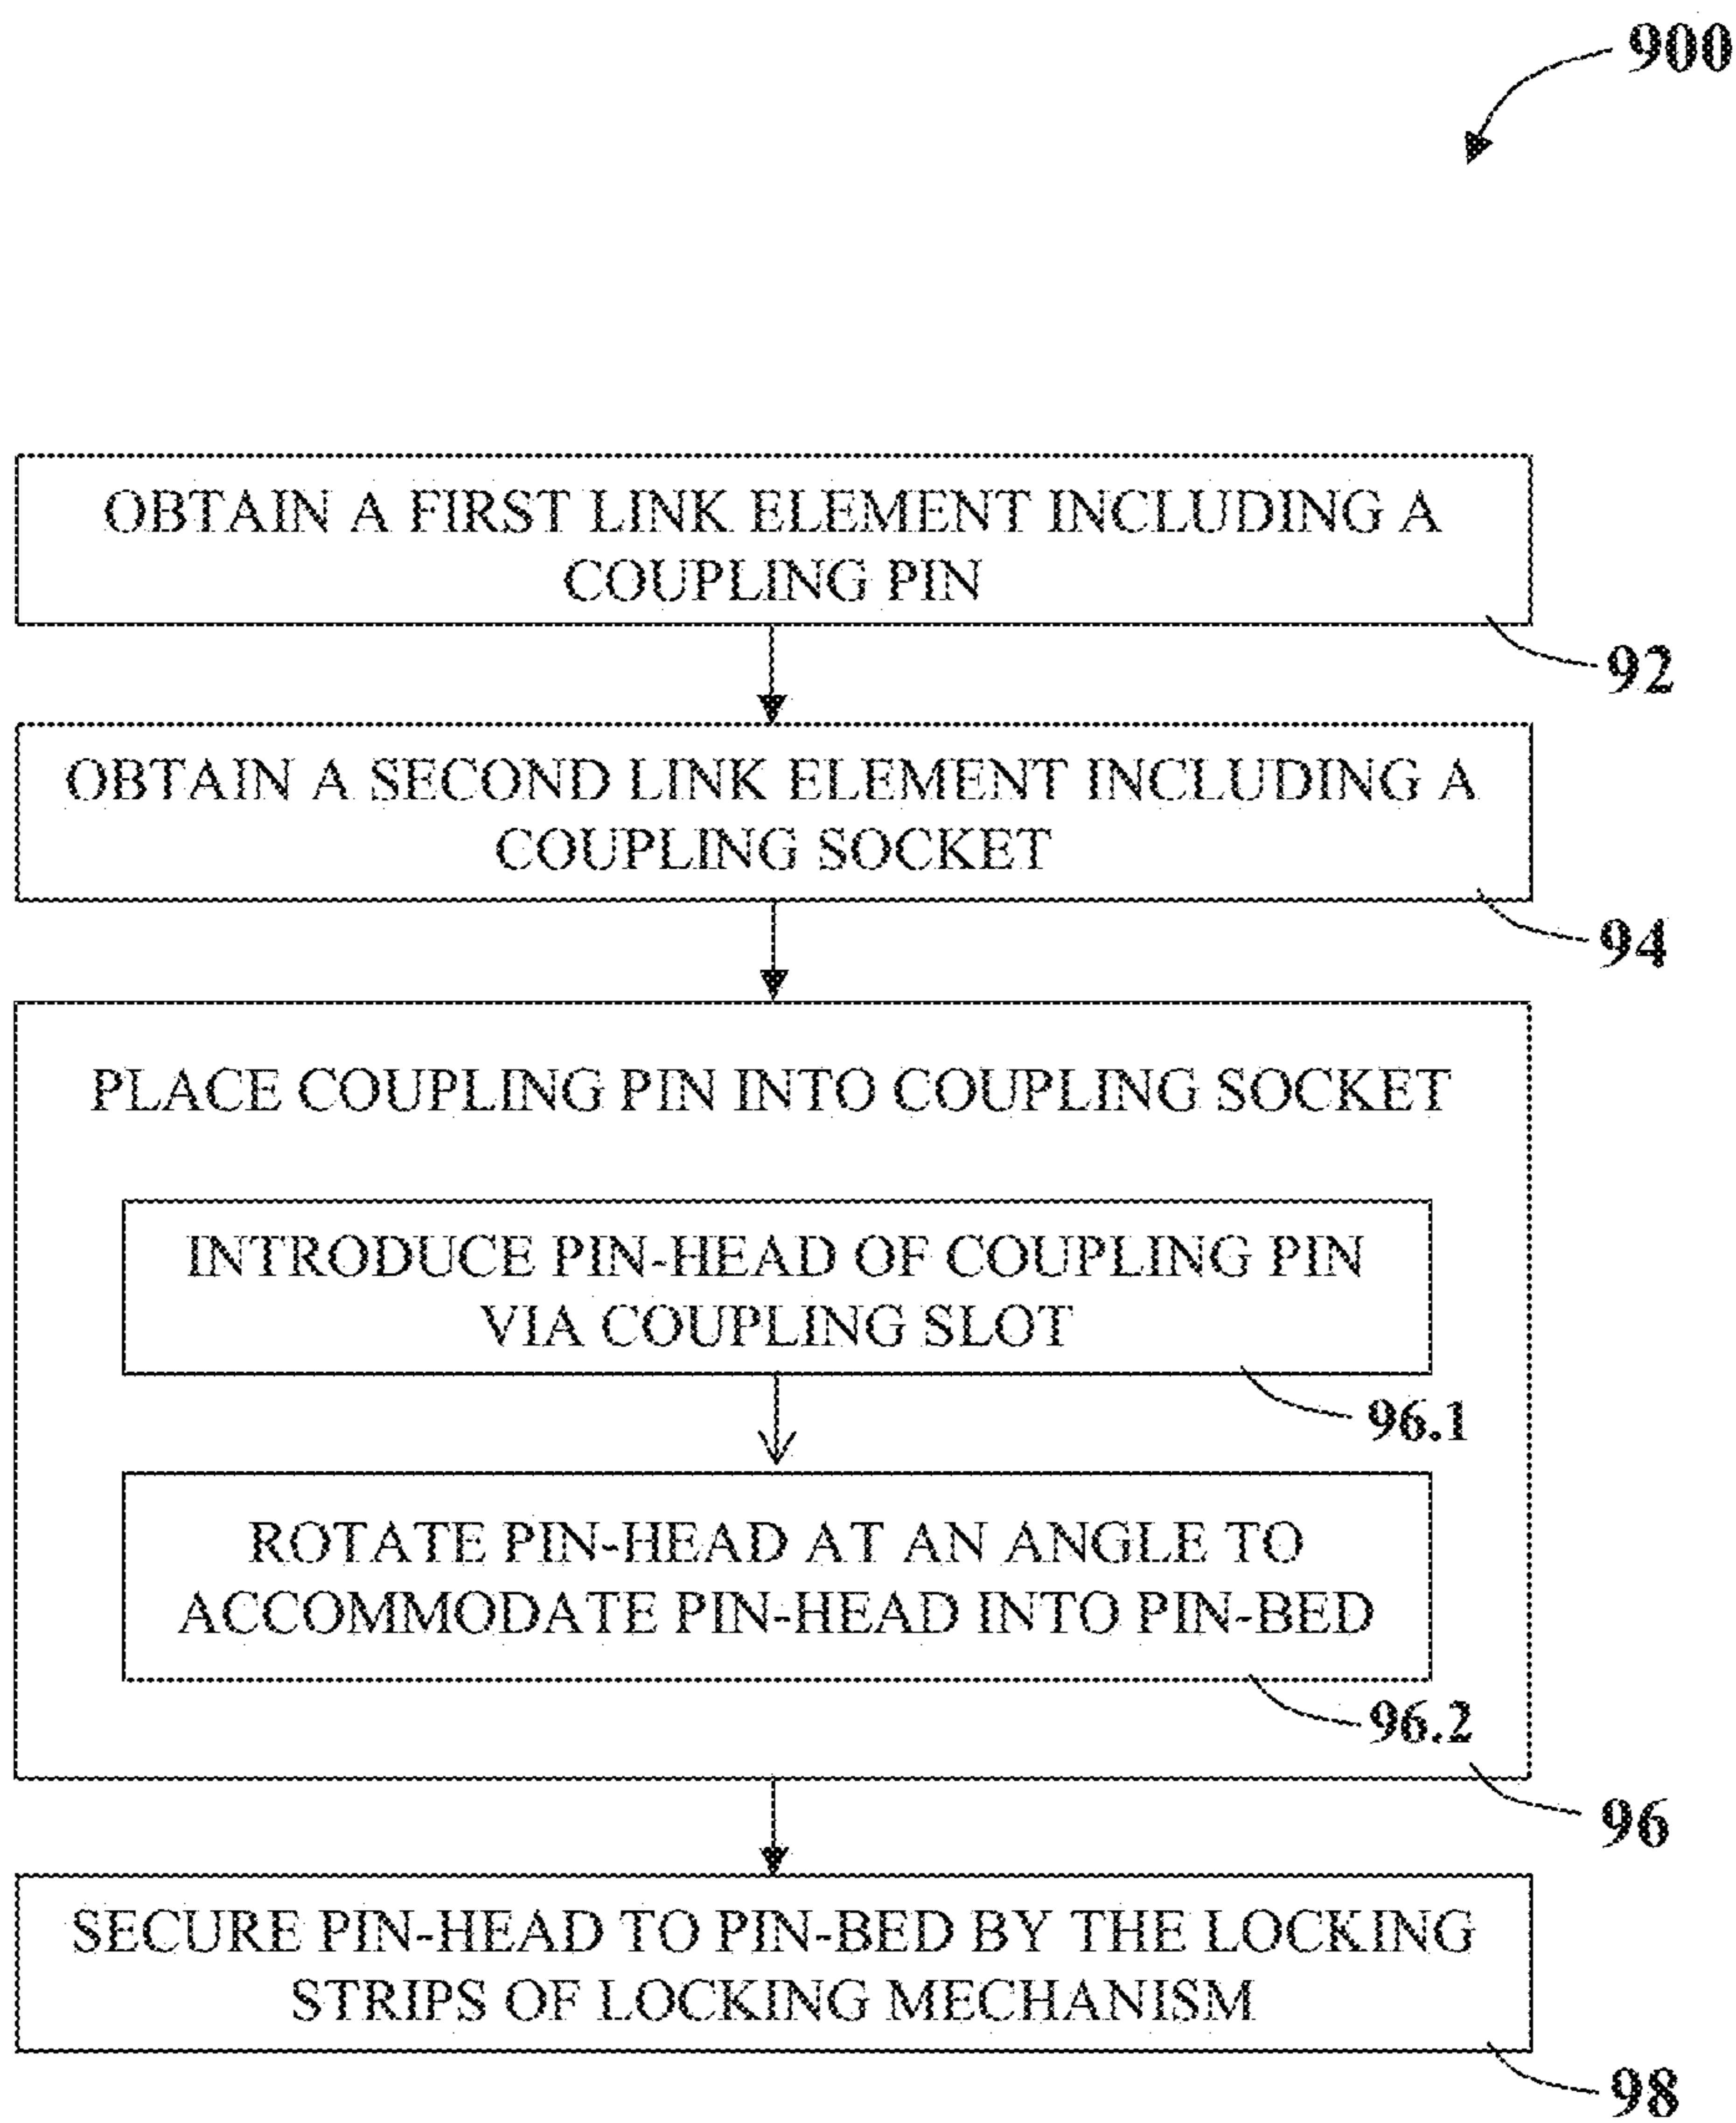 900
OBTAIN A FIRST LINK ELEMENT INCLUDING A
COUPLING PIN
92
OBTAIN A SECOND LINK ELEMENT INCLUDING A
COUPLING SOCKET
94
PLACE COUPLING PIN INTO COUPLING SOCKET
INTRODUCE PIN-HEAD OF COUPLING PIN
VIA COUPLING SLOT
96.1
ROTATE PIN-HEAD AT AN ANGLE TO
ACCOMMODATE PIN-HEAD INTO PIN-BED
96.2
96
SECURE PIN-HEAD TO PIN-BED BY THE LOCKING
STRIPS OF LOCKING MECHANISM
98